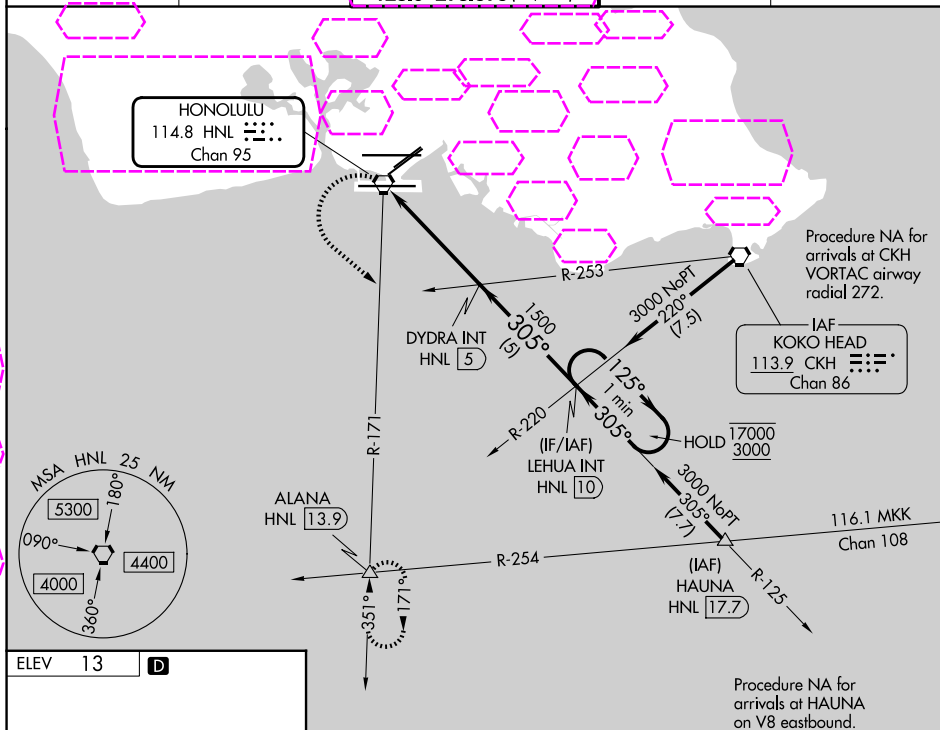 HONOLULU
114.8 HNL
Chan 95
Procedure NA for
arrivals at CKH
VORTAC airway
radial 272.
R-253
3000 NoPT
220°
(7.5)
IAF
KOKO HEAD
113.9 CKH
Chan 86
DYDRA INT
HNL 5
1500
305°
(5)
125°
1 min
305°
R-220
HOLD 17000
3000
(IF/IAF)
LEHUA INT
HNL 10
R-171
3000 NoPT
305°
(7.7)
MSA HNL 25 NM
5300
180°
090°
4400
4000
360°
ALANA
HNL 13.9
116.1 MKK
Chan 108
R-254
(IAF)
HAUNA
HNL 17.7
R-125
351°
171°
ELEV 13
D
Procedure NA for
arrivals at HAUNA
on V8 eastbound.